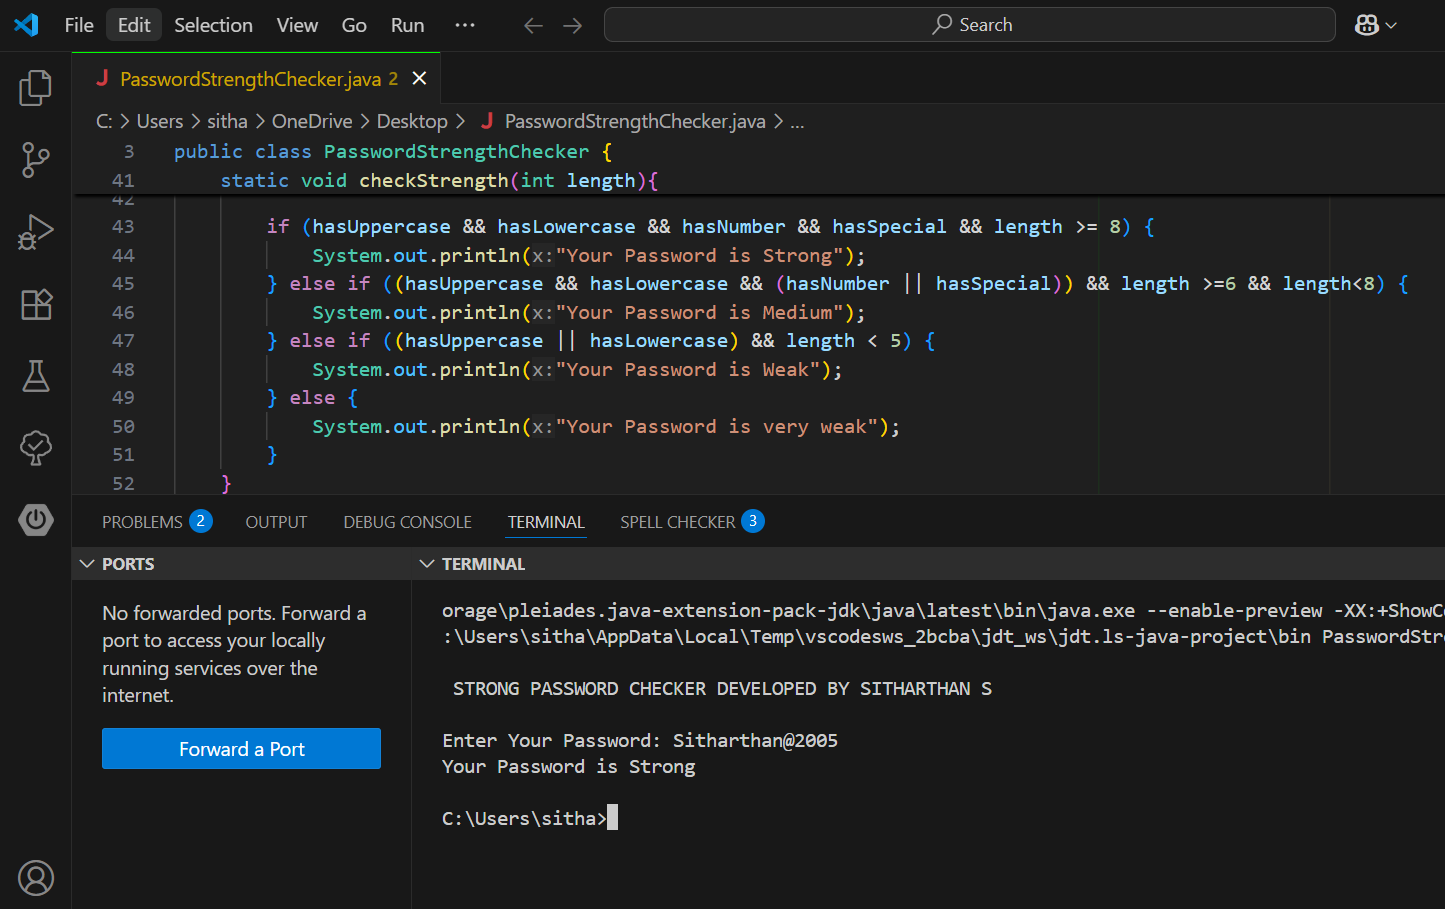 File Edit Selection View Go Run ... Search
PasswordStrengthChecker.java 2
C: > Users > sitha > OneDrive > Desktop > PasswordStrengthChecker.java > ...
3 public class PasswordStrengthChecker {
41 static void checkStrength(int length){
42
43 if (hasUppercase && hasLowercase && hasNumber && hasSpecial && length >= 8) {
44 System.out.println(x:"Your Password is Strong");
45 } else if ((hasUppercase && hasLowercase && (hasNumber || hasSpecial)) && length >=6 && length<8) {
46 System.out.println(x:"Your Password is Medium");
47 } else if ((hasUppercase || hasLowercase) && length < 5) {
48 System.out.println(x:"Your Password is Weak");
49 } else {
50 System.out.println(x:"Your Password is very weak");
51 }
52 }
PROBLEMS 2 OUTPUT DEBUG CONSOLE TERMINAL SPELL CHECKER 3
PORTS
No forwarded ports. Forward a
port to access your locally
running services over the
internet.
Forward a Port
TERMINAL
orage\pleiades.java-extension-pack-jdk\java\latest\bin\java.exe --enable-preview -XX:+ShowCo
:\Users\sitha\AppData\Local\Temp\vscodesws_2bcba\jdt_ws\jdt.ls-java-project\bin PasswordStr
STRONG PASSWORD CHECKER DEVELOPED BY SITHARTHAN S
Enter Your Password: Sitharthan@2005
Your Password is Strong
C:\Users\sitha>